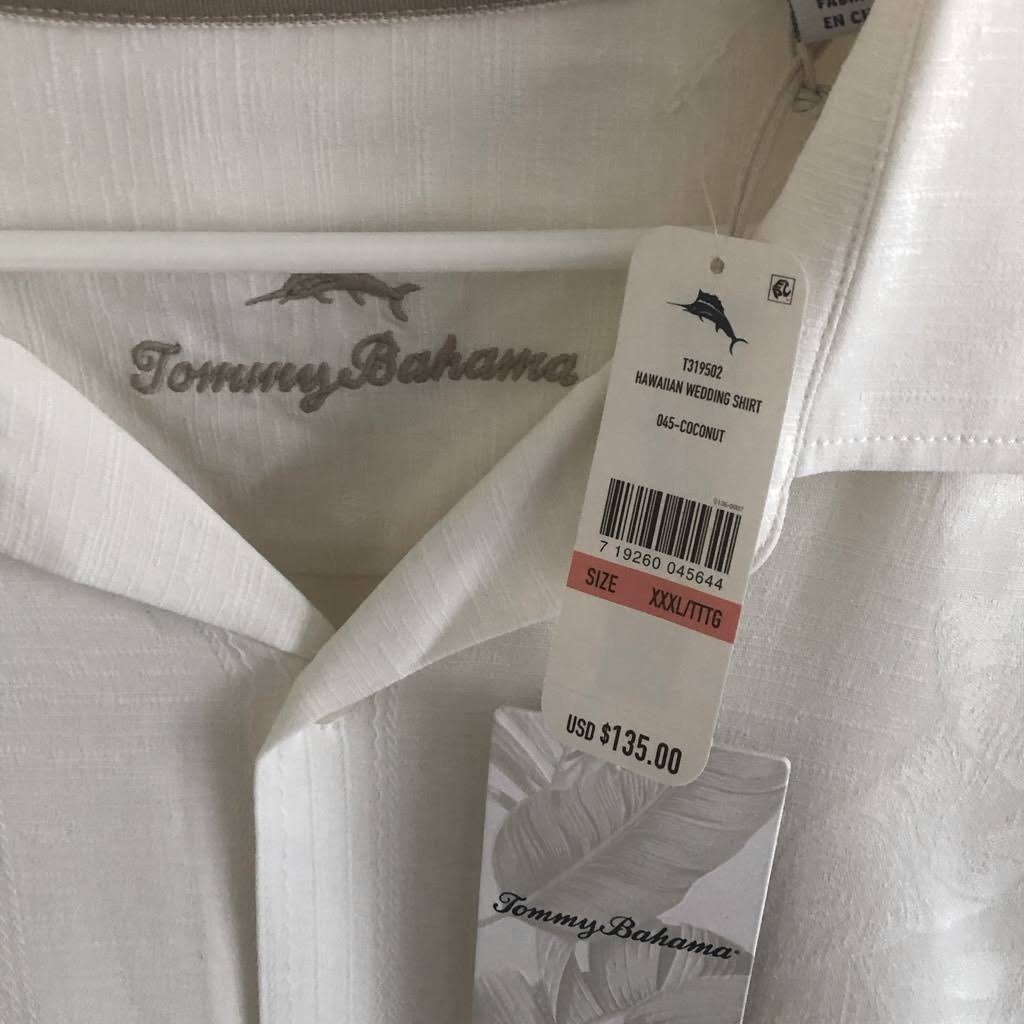 EN
Tommy Bahama
T319502
HAWAIIAN WEDDING SHIRT
045-COCONUT
7 19260 045644
SIZE XXXL/TTTG
USD $135.00
Tommy Bahama